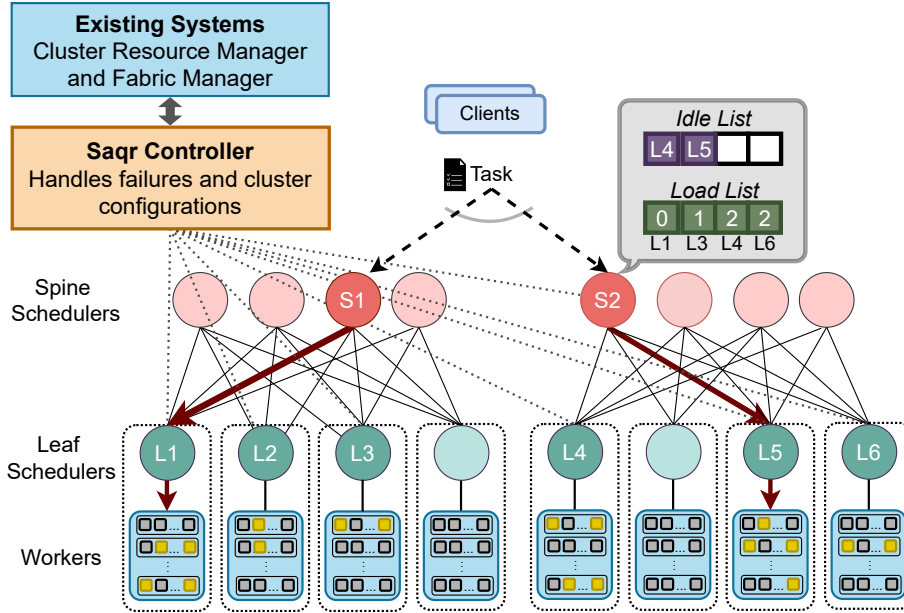 Existing Systems
Cluster Resource Manager
and Fabric Manager
Saqr Controller
Handles failures and cluster
configurations
Clients
Task
Idle List
L4 L5
Load List
0 1 2 2
L1 L3 L4 L6
Spine
Schedulers
S1 S2
Leaf
Schedulers
L1 L2 L3 L4 L5 L6
Workers